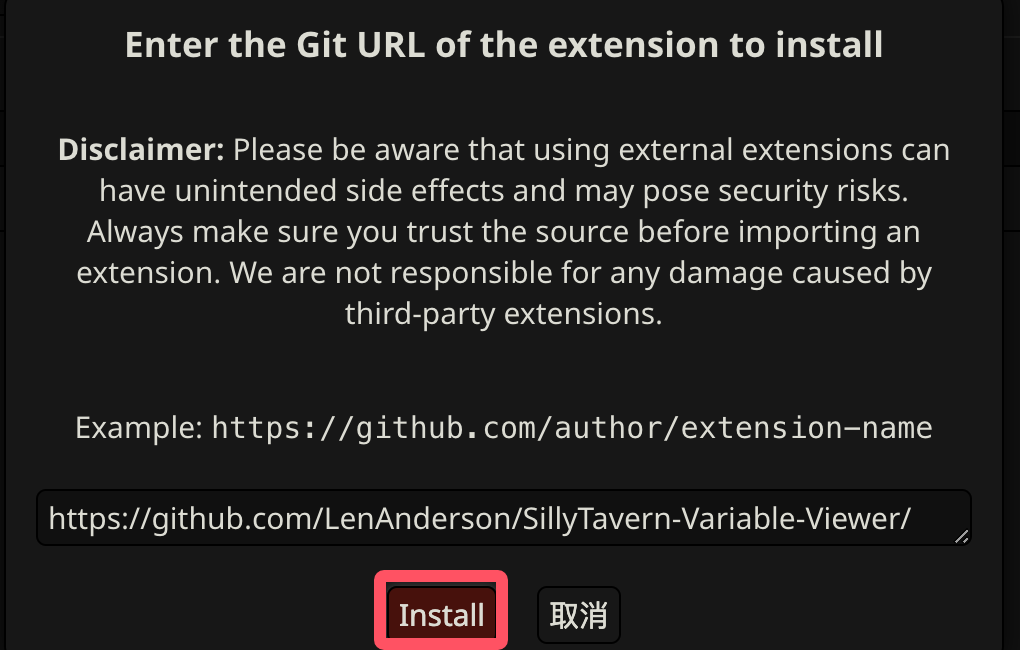 Enter the Git URL of the extension to install
Disclaimer: Please be aware that using external extensions can
have unintended side effects and may pose security risks.
Always make sure you trust the source before importing an
extension. We are not responsible for any damage caused by
third-party extensions.
Example: https://github.com/author/extension-name
https://github.com/LenAnderson/SillyTavern-Variable-Viewer/
Install 取消